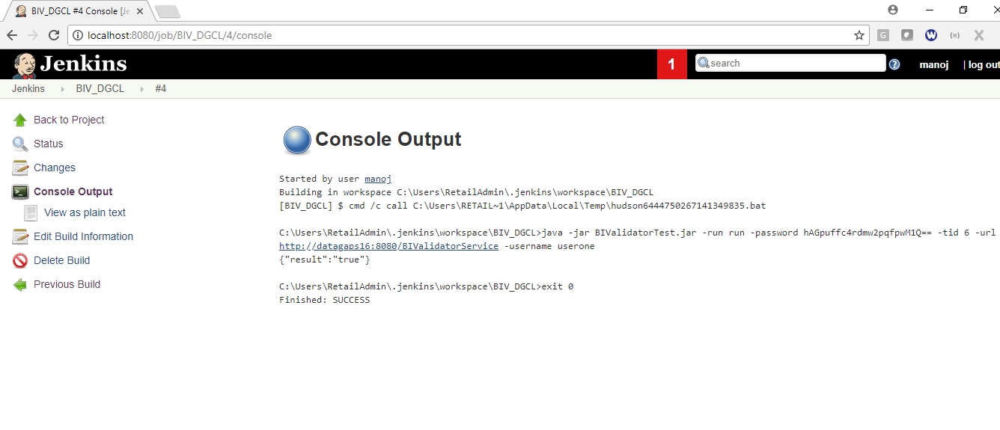 BIV_DGCL #4 Console [Je
localhost:8080/job/BIV_DGCL/4/console
Jenkins
1
search
manoj
| log out
Jenkins BIV_DGCL #4
Back to Project
Status
Changes
Console Output
View as plain text
Edit Build Information
Delete Build
Previous Build
Console Output
Started by user manoj
Building in workspace C:\Users\RetailAdmin\.jenkins\workspace\BIV_DGCL
[BIV_DGCL] $ cmd /c call C:\Users\RETAIL~1\AppData\Local\Temp\hudson6444750267141349835.bat
C:\Users\RetailAdmin\.jenkins\workspace\BIV_DGCL>java -jar BIValidatorTest.jar -run run -password hAGpuffc4rdmw2pqfpwM1Q== -tid 6 -url
http://datagaps16:8080/BIValidatorService -username userone
{"result":"true"}
C:\Users\RetailAdmin\.jenkins\workspace\BIV_DGCL>exit 0
Finished: SUCCESS